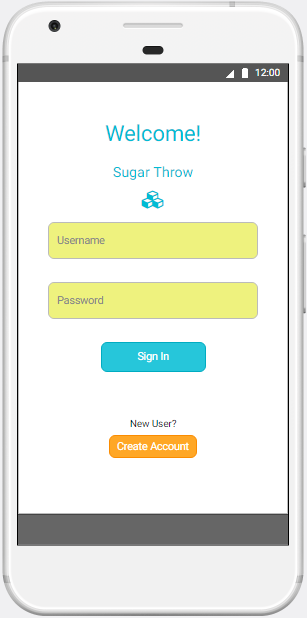 12:00
Welcome!
Sugar Throw
Username
Password
Sign In
New User?
Create Account